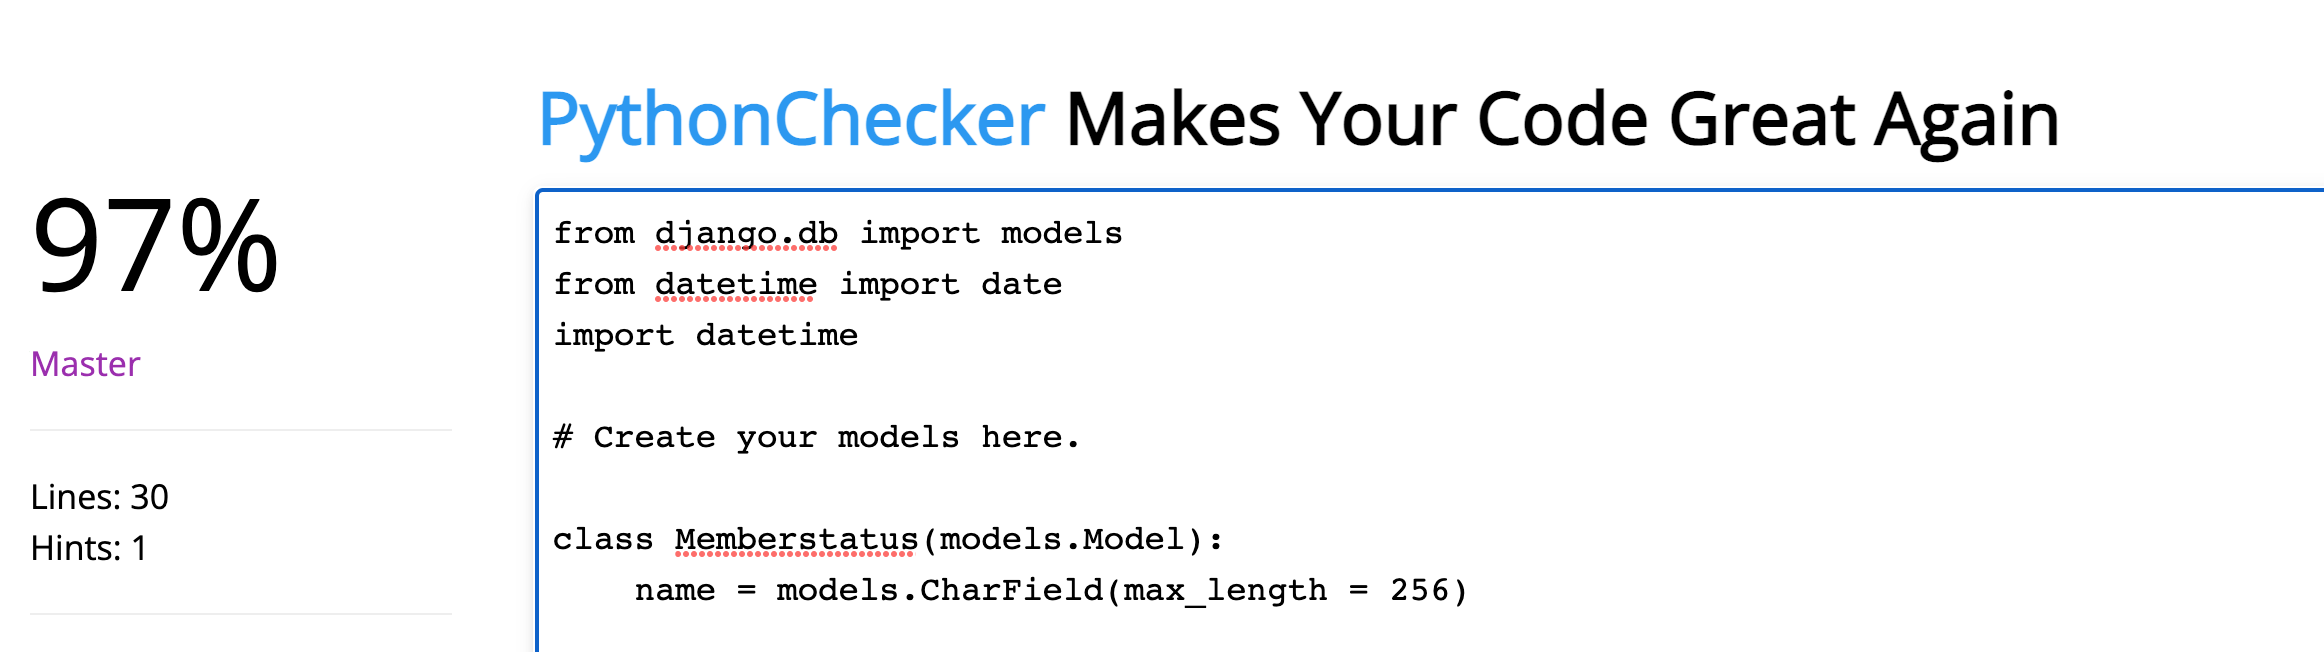 PythonChecker Makes Your Code Great Again
97%
Master
Lines: 30
Hints: 1
from django.db import models
from datetime import date
import datetime
# Create your models here.
class Memberstatus(models.Model):
    name = models.CharField(max_length = 256)